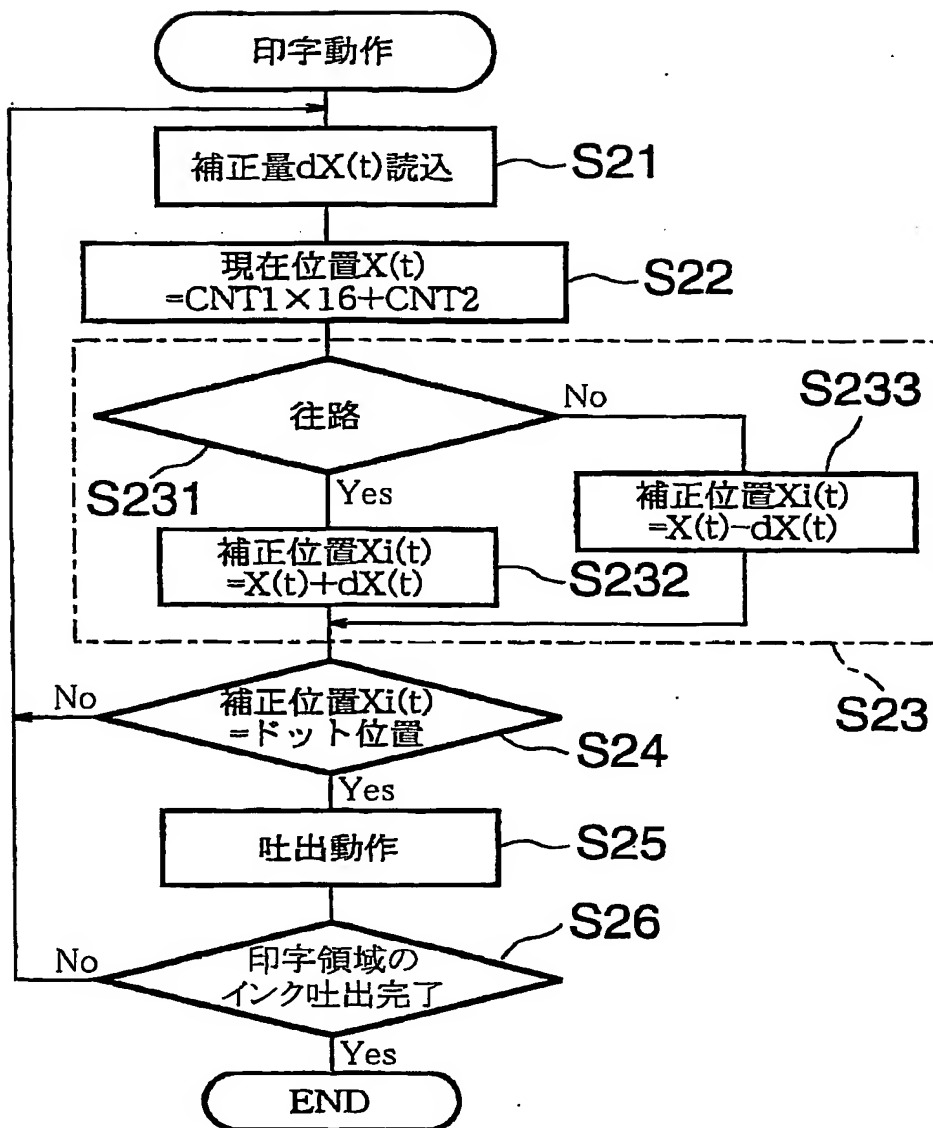 印字動作
補正量dX(t)読込
S21
現在位置X(t)
=CNT1×16+CNT2
S22
往路
No
S231
Yes
S233
補正位置Xi(t)
=X(t)-dX(t)
補正位置Xi(t)
=X(t)+dX(t)
S232
S23
補正位置Xi(t)
=ドット位置
No
S24
Yes
吐出動作
S25
S26
印字領域の
インク吐出完了
No
Yes
END